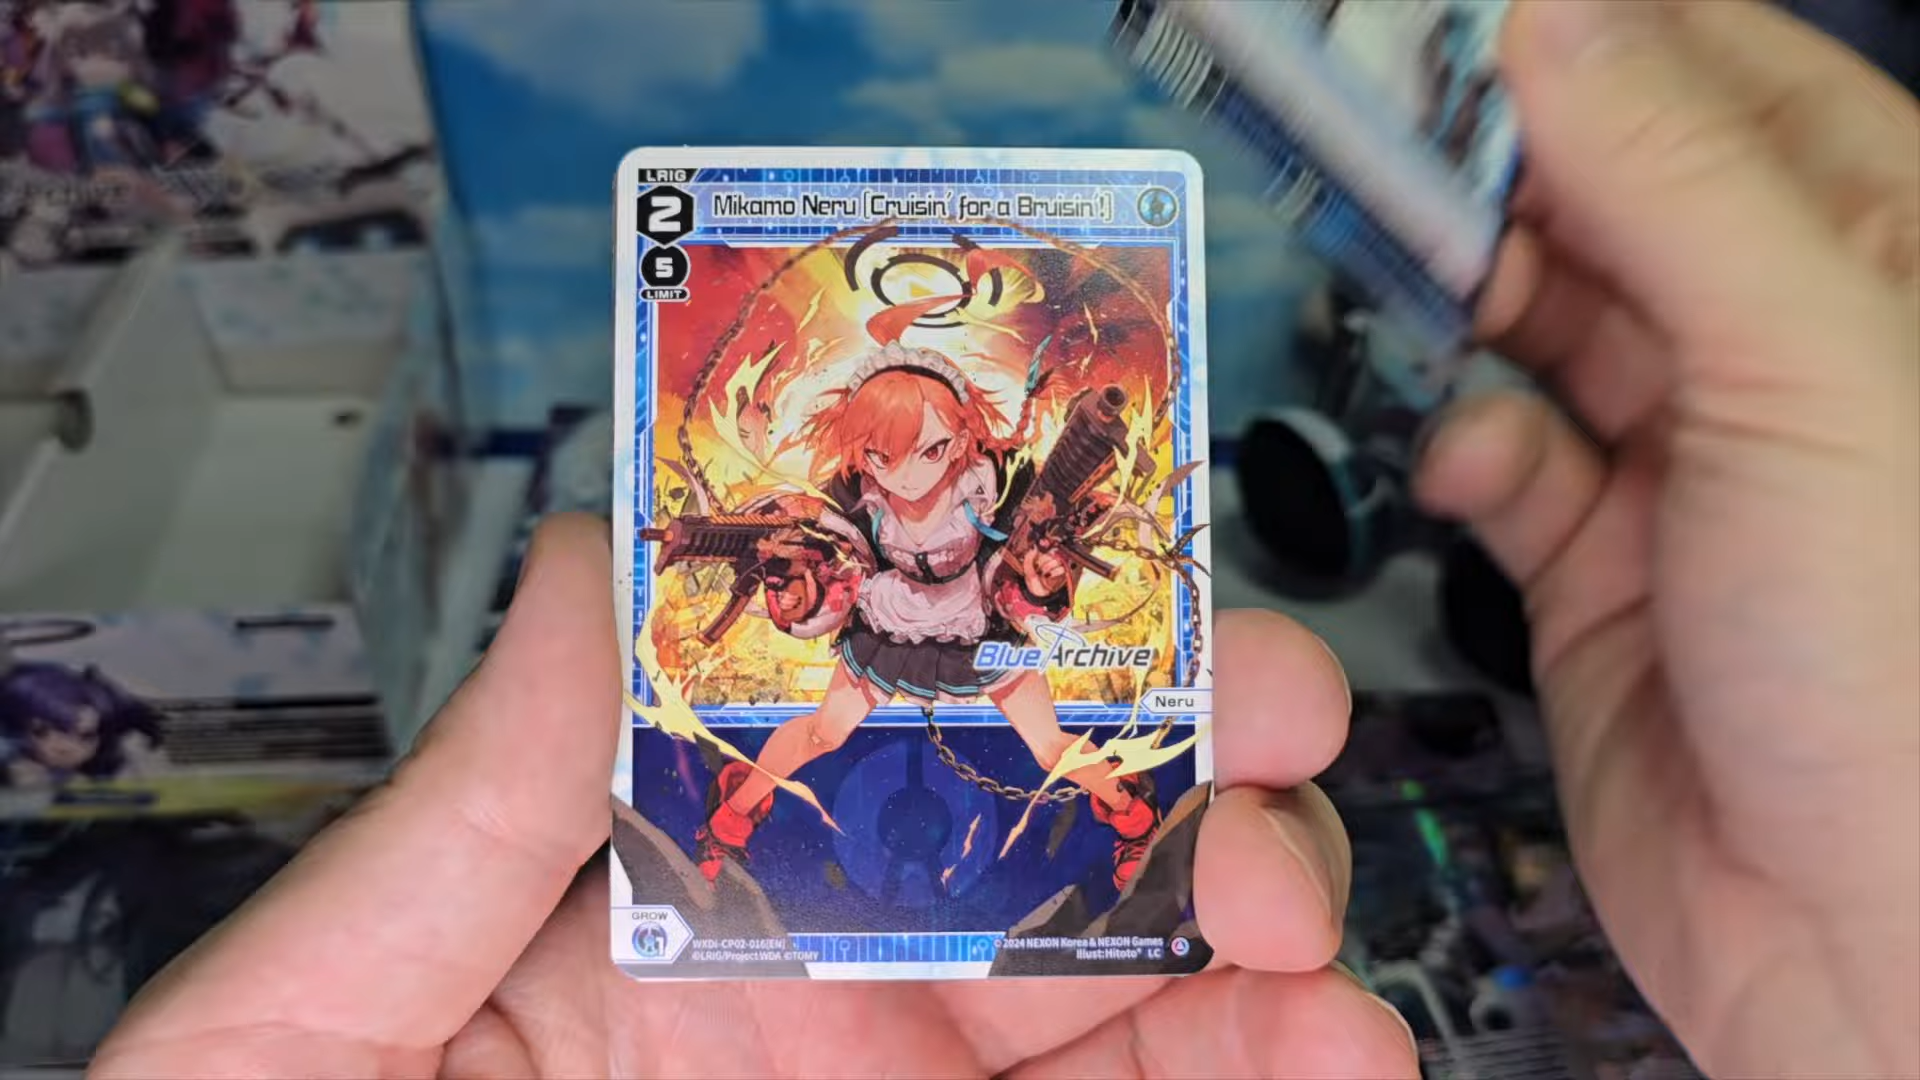 LRIG
2
Mikamo Neru [Cruisin' for a Bruisin'!]
5
LIMIT
Blue Archive
Neru
GROW
1
WXDi-CP02-016[EN]
©LRIG/Project WDA ©TOMY
© 2024 NEXON Korea & NEXON Games
Illust:Hitoto* LC